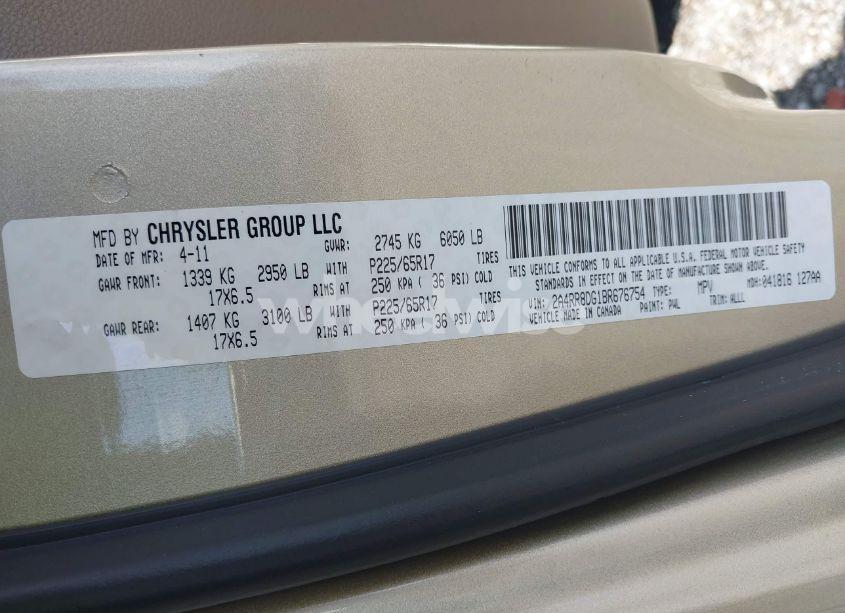 MFD BY CHRYSLER GROUP LLC
DATE OF MFR: 4-11 GVWR: 2745 KG 6050 LB
GAWR FRONT: 1339 KG 2950 LB WITH P225/65R17 TIRES
17X6.5 RIMS AT 250 KPA ( 36 PSI) COLD
GAWR REAR: 1407 KG 3100 LB WITH P225/65R17 TIRES
17X6.5 RIMS AT 250 KPA ( 36 PSI) COLD
THIS VEHICLE CONFORMS TO ALL APPLICABLE U.S.A. FEDERAL MOTOR VEHICLE SAFETY
STANDARDS IN EFFECT ON THE DATE OF MANUFACTURE SHOWN ABOVE.
VIN: 2A4RR8DG1BR676754 TYPE: MPV MDH: 041816 127AA
VEHICLE MADE IN CANADA PAINT: PWL TRIM: ALLL